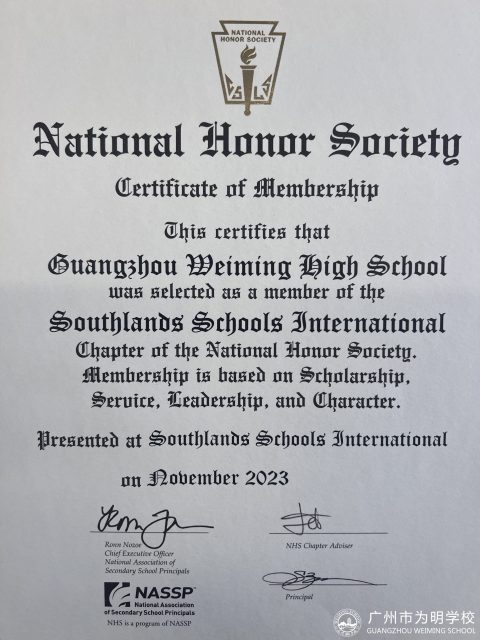 NATIONAL
HONOR SOCIETY
S L
National Honor Society
Certificate of Membership
This certifies that
Guangzhou Weiming High School
was selected as a member of the
Southlands Schools International
Chapter of the National Honor Society.
Membership is based on Scholarship,
Service, Leadership, and Character.
Presented at Southlands Schools International
on November 2023
Ronn Nozoe
Chief Executive Officer
National Association of
Secondary School Principals
NHS Chapter Adviser
NASSP
National Association
of Secondary School Principals
NHS is a program of NASSP
Principal
广州市为明学校
GUANGZHOU WEIMING SCHOOL